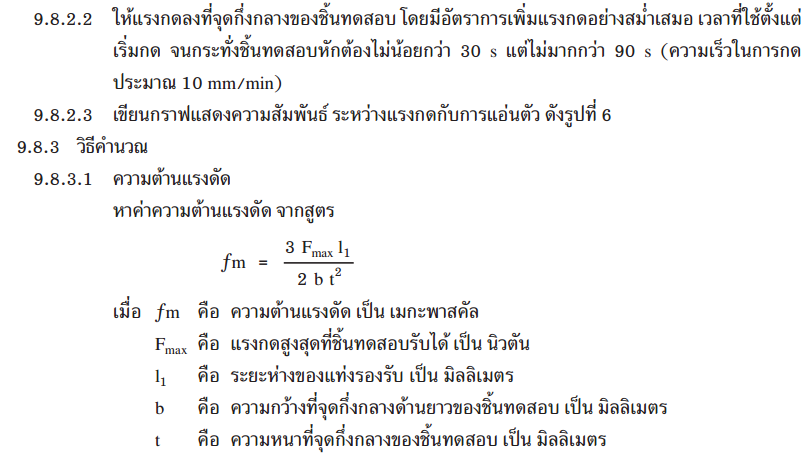 9.8.2.2 ให้แรงกดลงที่จุดกึ่งกลางของชิ้นทดสอบ โดยมีอัตราการเพิ่มแรงกดอย่างสม่ำเสมอ เวลาที่ใช้ตั้งแต่
เริ่มกด จนกระทั่งชิ้นทดสอบหักต้องไม่น้อยกว่า 30 s แต่ไม่มากกว่า 90 s (ความเร็วในการกด
ประมาณ 10 mm/min)
9.8.2.3 เขียนกราฟแสดงความสัมพันธ์ ระหว่างแรงกดกับการแอ่นตัว ดังรูปที่ 6
9.8.3 วิธีคำนวณ
9.8.3.1 ความต้านแรงดัด
หาค่าความต้านแรงดัด จากสูตร
ƒm = 3 Fmax l1 / 2 b t²
เมื่อ ƒm คือ ความต้านแรงดัด เป็น เมกะพาสคัล
Fmax คือ แรงกดสูงสุดที่ชิ้นทดสอบรับได้ เป็น นิวตัน
l1 คือ ระยะห่างของแท่งรองรับ เป็น มิลลิเมตร
b คือ ความกว้างที่จุดกึ่งกลางด้านยาวของชิ้นทดสอบ เป็น มิลลิเมตร
t คือ ความหนาที่จุดกึ่งกลางของชิ้นทดสอบ เป็น มิลลิเมตร